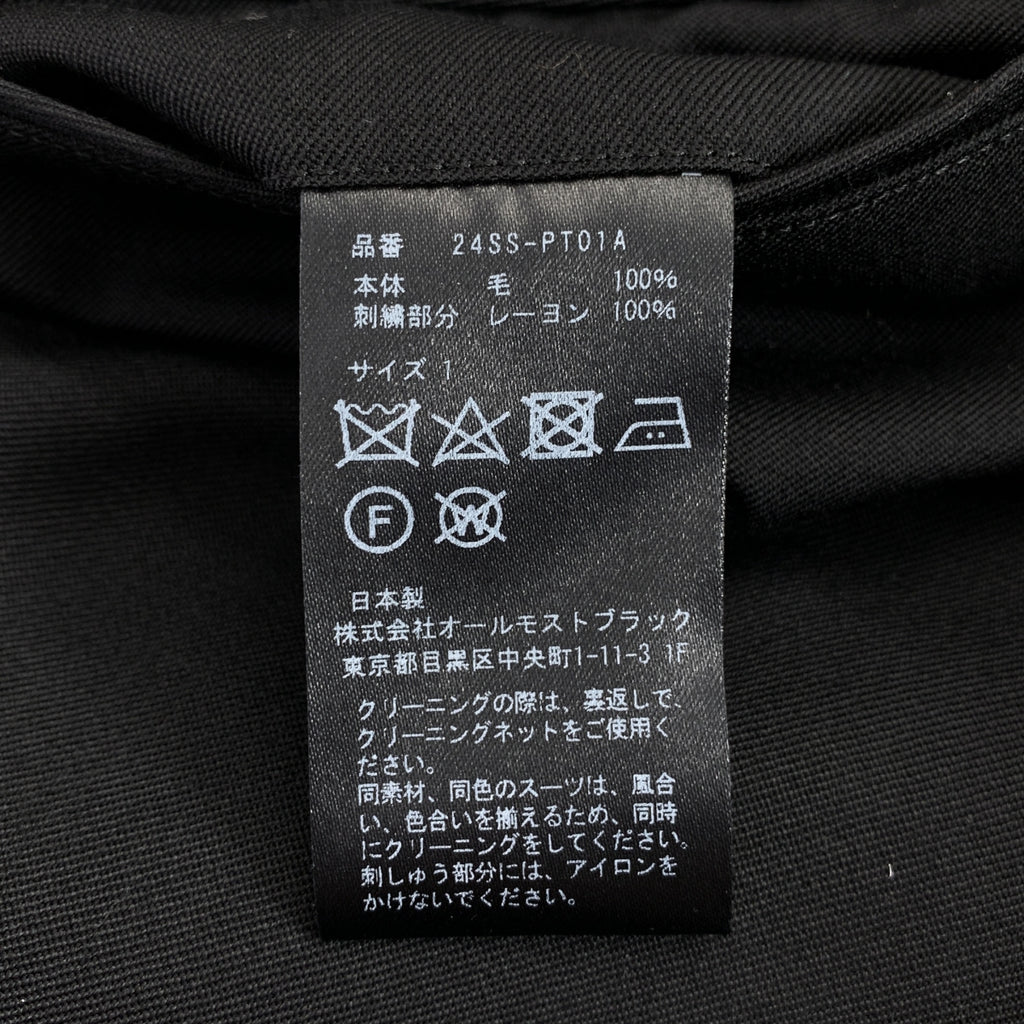 品番 24SS-PT01A
本体 毛 100%
刺繍部分 レーヨン 100%
サイズ 1
F W
日本製
株式会社オールモストブラック
東京都目黒区中央町1-11-3 1F
クリーニングの際は、裏返しで、
クリーニングネットをご使用く
ださい。
同素材、同色のスーツは、風合
い、色合いを揃えるため、同時
にクリーニングをしてください。
刺しゅう部分には、アイロンを
かけないでください。